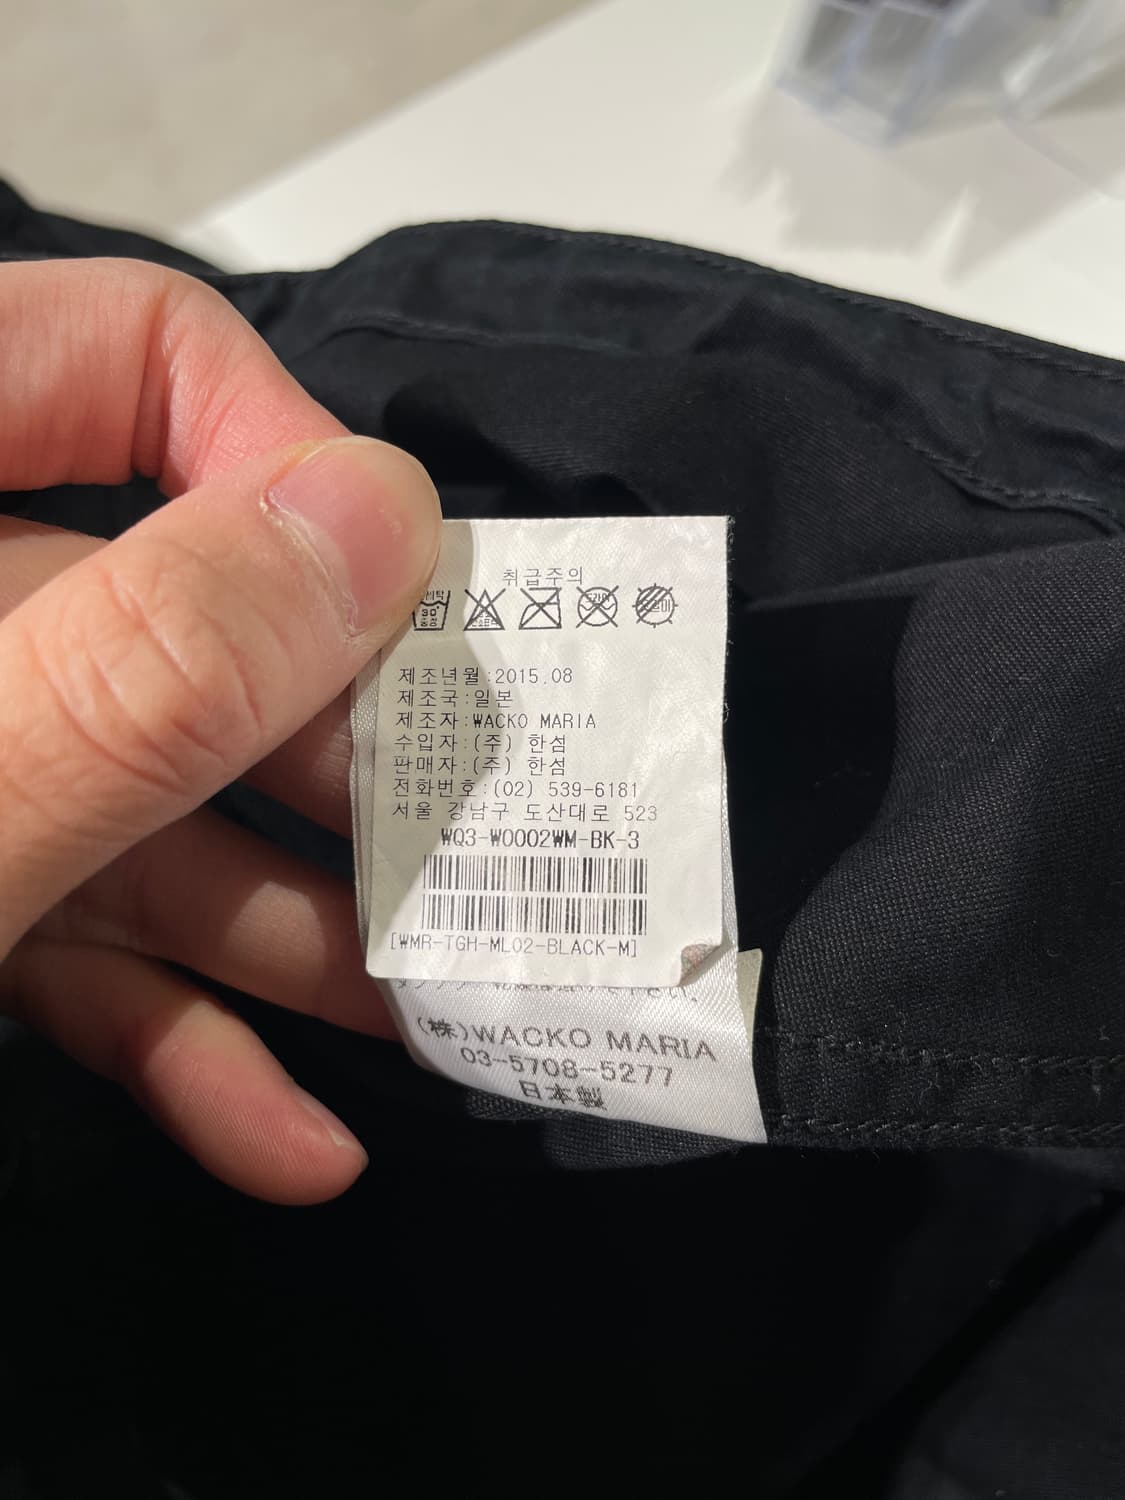 취급주의
30°
중성
제조년월:2015.08
제조국:일본
제조자:WACKO MARIA
수입자:(주) 한섬
판매자:(주) 한섬
전화번호:(02) 539-6181
서울 강남구 도산대로 523
WQ3-W0002WM-BK-3
[WMR-TGH-ML02-BLACK-M]
(株)WACKO MARIA
03-5708-5277
日本製